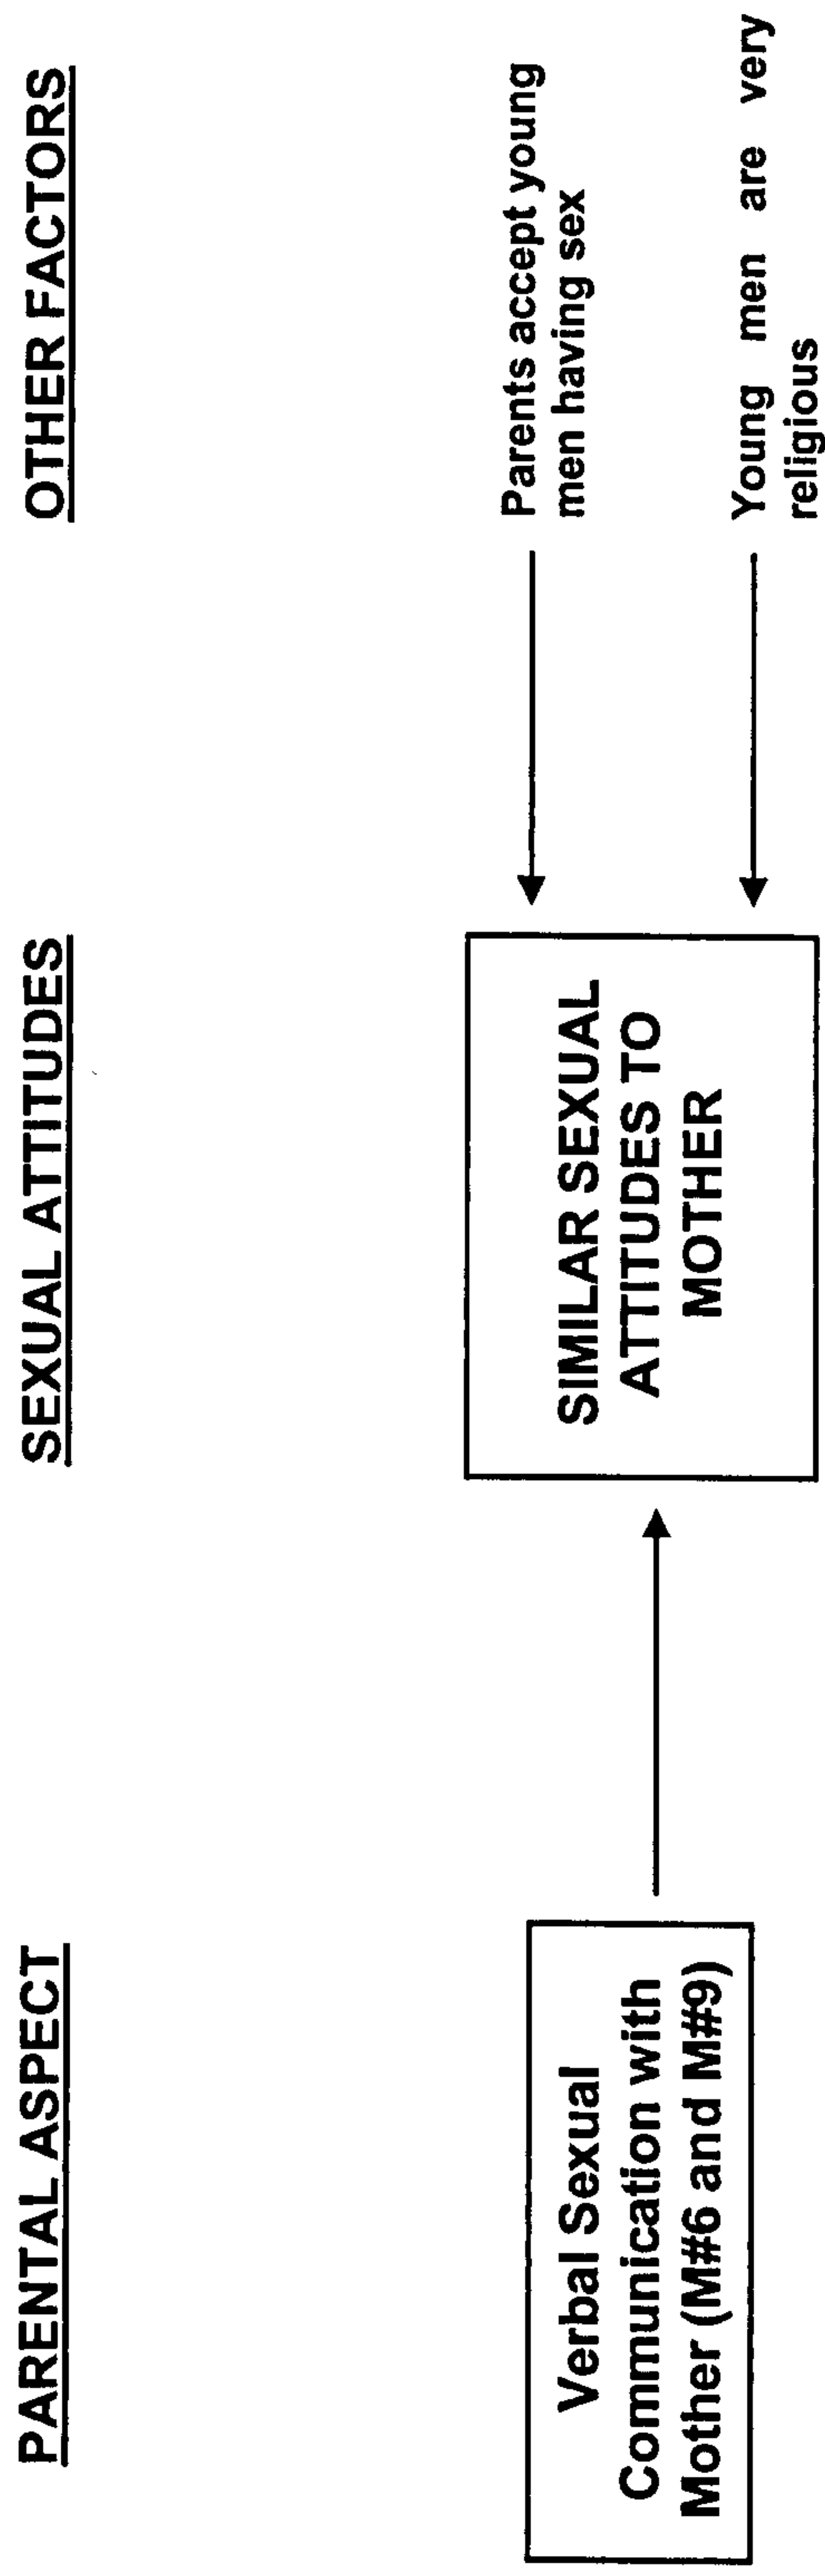 PARENTAL ASPECT
SEXUAL ATTITUDES
OTHER FACTORS
Verbal Sexual
Communication with
Mother (M#6 and M#9)
SIMILAR SEXUAL
ATTITUDES TO
MOTHER
Parents accept young
men having sex
Young men are very
religious